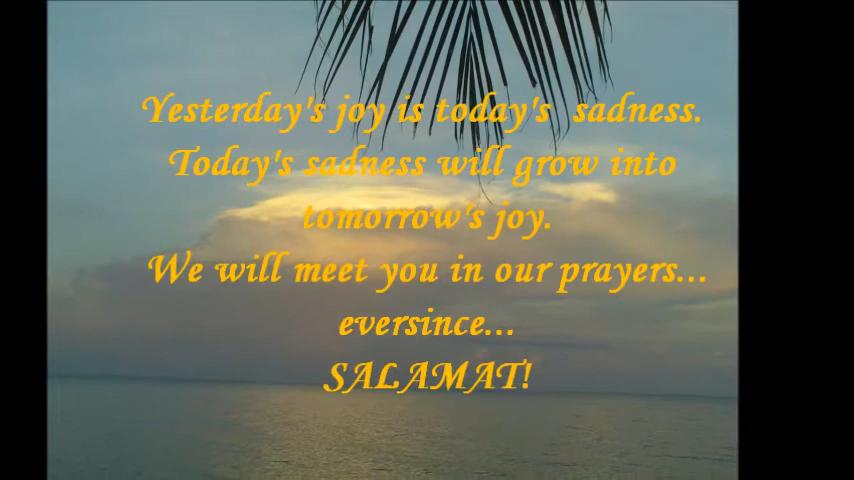 Yesterday's joy is today's sadness.
Today's sadness will grow into
tomorrow's joy.
We will meet you in our prayers...
eversince...
SALAMAT!